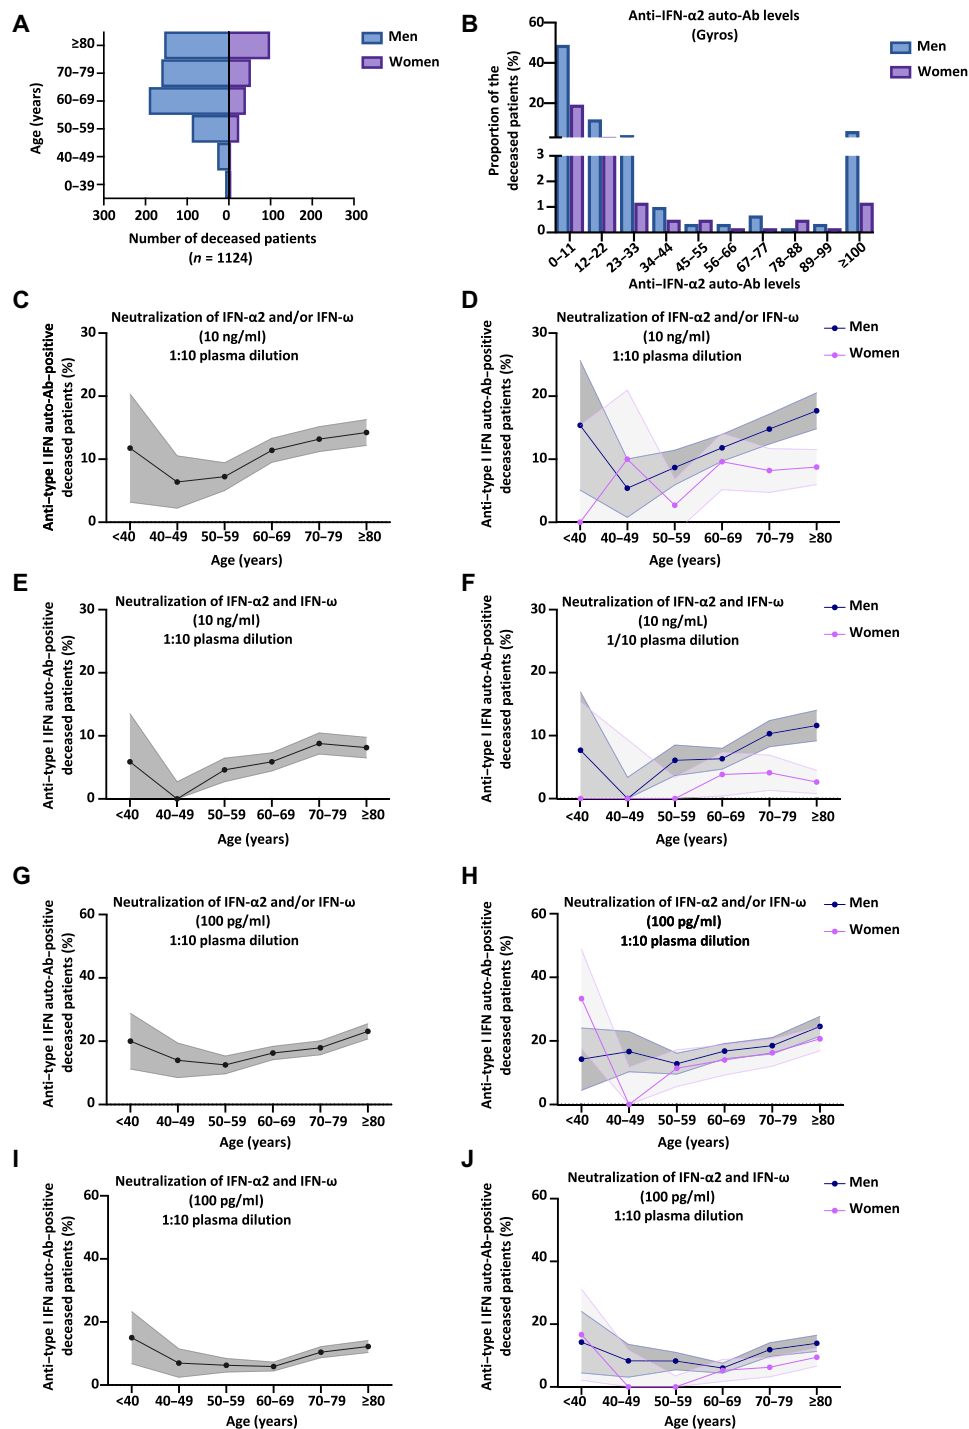 A
Age (years)
≥80
70–79
60–69
50–59
40–49
0–39
300 200 100 0 100 200 300
Number of deceased patients
(n = 1124)
Men
Women
B
Anti–IFN-α2 auto-Ab levels
(Gyros)
Proportion of the
deceased patients (%)
60
40
20
3
2
1
0
0–11 12–22 23–33 34–44 45–55 56–66 67–77 78–88 89–99 ≥100
Anti–IFN-α2 auto-Ab levels
Men
Women
C
Neutralization of IFN-α2 and/or IFN-ω
(10 ng/ml)
1:10 plasma dilution
Anti–type I IFN auto-Ab–positive
deceased patients (%)
30
20
10
0
<40 40–49 50–59 60–69 70–79 ≥80
Age (years)
D
Neutralization of IFN-α2 and/or IFN-ω
(10 ng/ml)
1:10 plasma dilution
Anti–type I IFN auto-Ab–positive
deceased patients (%)
30
20
10
0
<40 40–49 50–59 60–69 70–79 ≥80
Age (years)
Men
Women
E
Neutralization of IFN-α2 and IFN-ω
(10 ng/ml)
1:10 plasma dilution
Anti–type I IFN auto-Ab–positive
deceased patients (%)
30
20
10
0
<40 40–49 50–59 60–69 70–79 ≥80
Age (years)
F
Neutralization of IFN-α2 and IFN-ω
(10 ng/mL)
1/10 plasma dilution
Anti–type I IFN auto-Ab–positive
deceased patients (%)
30
20
10
0
<40 40–49 50–59 60–69 70–79 ≥80
Age (years)
Men
Women
G
Neutralization of IFN-α2 and/or IFN-ω
(100 pg/ml)
1:10 plasma dilution
Anti–type I IFN auto-Ab–positive
deceased patients (%)
60
40
20
0
<40 40–49 50–59 60–69 70–79 ≥80
Age (years)
H
Neutralization of IFN-α2 and/or IFN-ω
(100 pg/ml)
1:10 plasma dilution
Anti–type I IFN auto-Ab–positive
deceased patients (%)
60
40
20
0
<40 40–49 50–59 60–69 70–79 ≥80
Age (years)
Men
Women
I
Neutralization of IFN-α2 and IFN-ω
(100 pg/ml)
1:10 plasma dilution
Anti–type I IFN auto-Ab–positive
deceased patients (%)
60
40
20
0
<40 40–49 50–59 60–69 70–79 ≥80
Age (years)
J
Neutralization of IFN-α2 and IFN-ω
(100 pg/ml)
1:10 plasma dilution
Anti–type I IFN auto-Ab–positive
deceased patients (%)
60
40
20
0
<40 40–49 50–59 60–69 70–79 ≥80
Age (years)
Men
Women